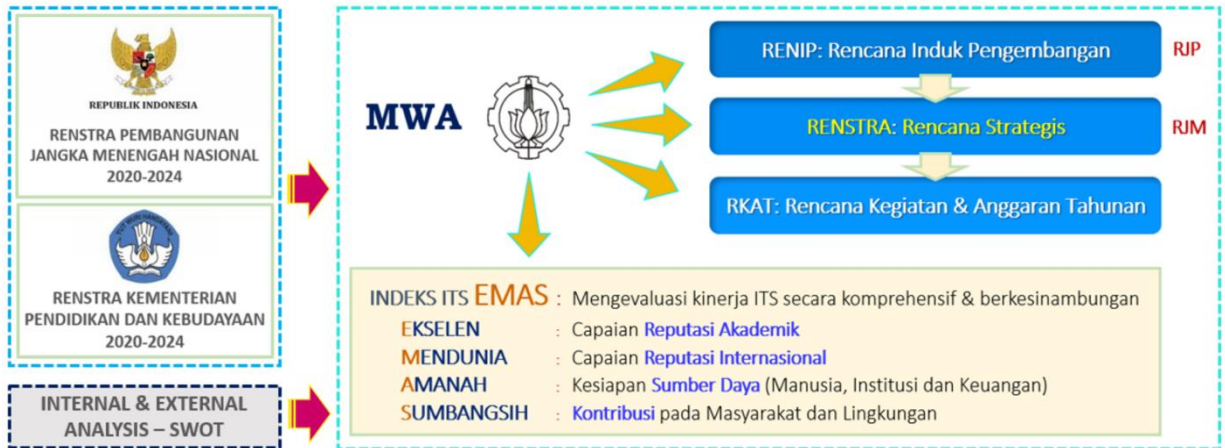 REPUBLIK INDONESIA
RENSTRA PEMBANGUNAN
JANGKA MENENGAH NASIONAL
2020-2024
TUT WURI HANDAYANI
RENSTRA KEMENTERIAN
PENDIDIKAN DAN KEBUDAYAAN
2020-2024
INTERNAL & EXTERNAL
ANALYSIS – SWOT
MWA
RENIP: Rencana Induk Pengembangan
RJP
RENSTRA: Rencana Strategis
RJM
RKAT: Rencana Kegiatan & Anggaran Tahunan
INDEKS ITS EMAS : Mengevaluasi kinerja ITS secara komprehensif & berkesinambungan
EKSELEN : Capaian Reputasi Akademik
MENDUNIA : Capaian Reputasi Internasional
AMANAH : Kesiapan Sumber Daya (Manusia, Institusi dan Keuangan)
SUMBANGSIH : Kontribusi pada Masyarakat dan Lingkungan